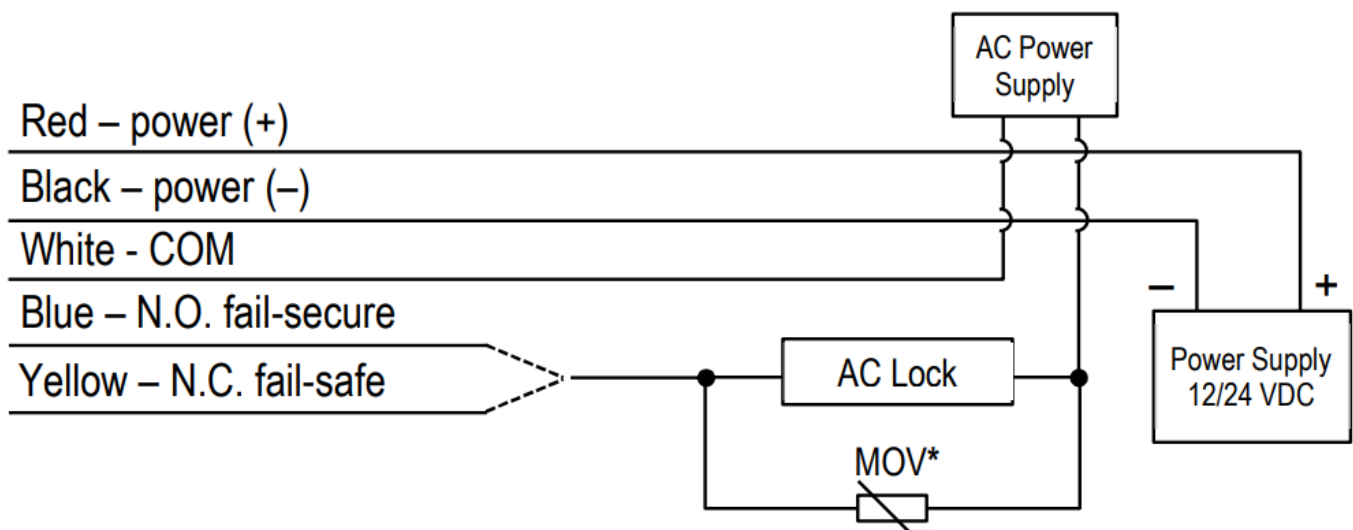 AC Power
Supply
Red – power (+)
Black – power (–)
White - COM
Blue – N.O. fail-secure
Yellow – N.C. fail-safe
AC Lock
MOV*
– +
Power Supply
12/24 VDC